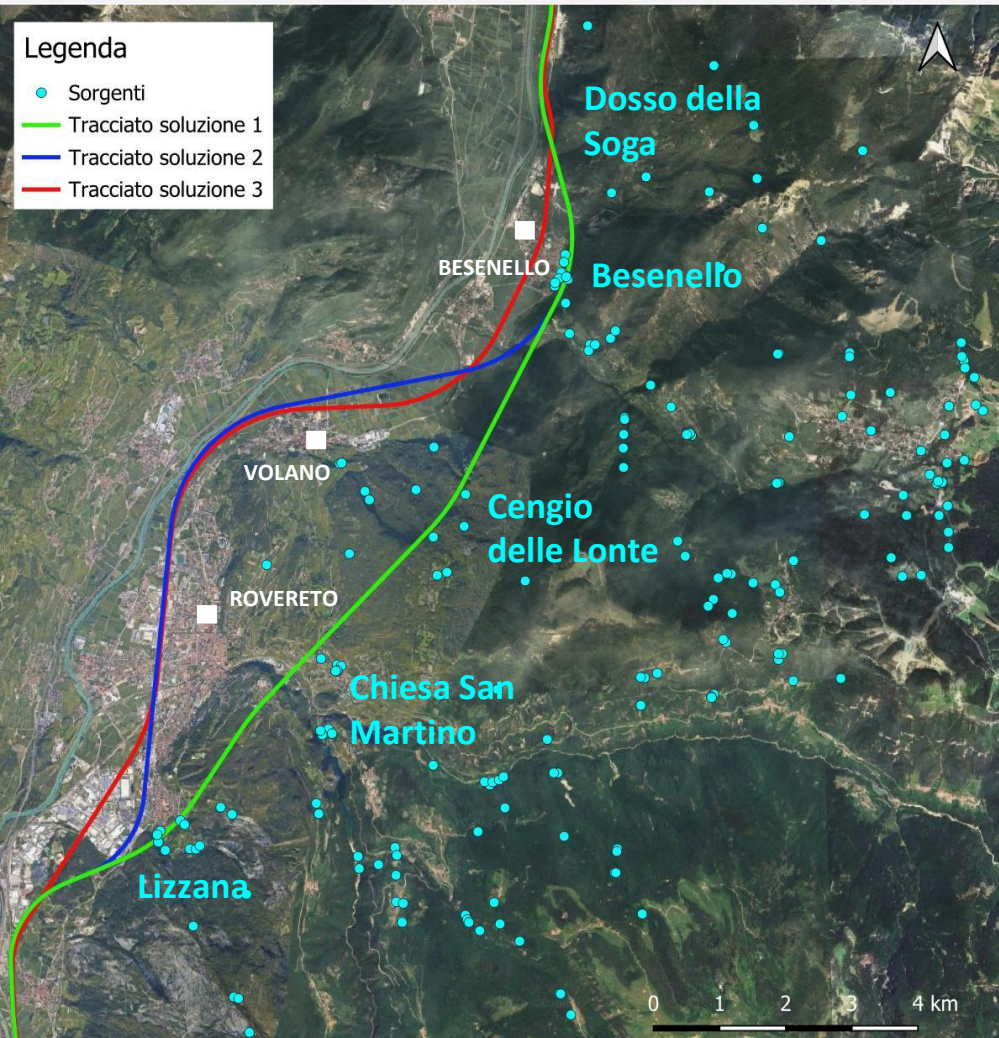 Legenda
Sorgenti
Tracciato soluzione 1
Tracciato soluzione 2
Tracciato soluzione 3
Dosso della
Soga
BESENELLO
Besenello
VOLANO
Cengio
delle Lonte
ROVERETO
Chiesa San
Martino
Lizzana
0 1 2 3 4 km